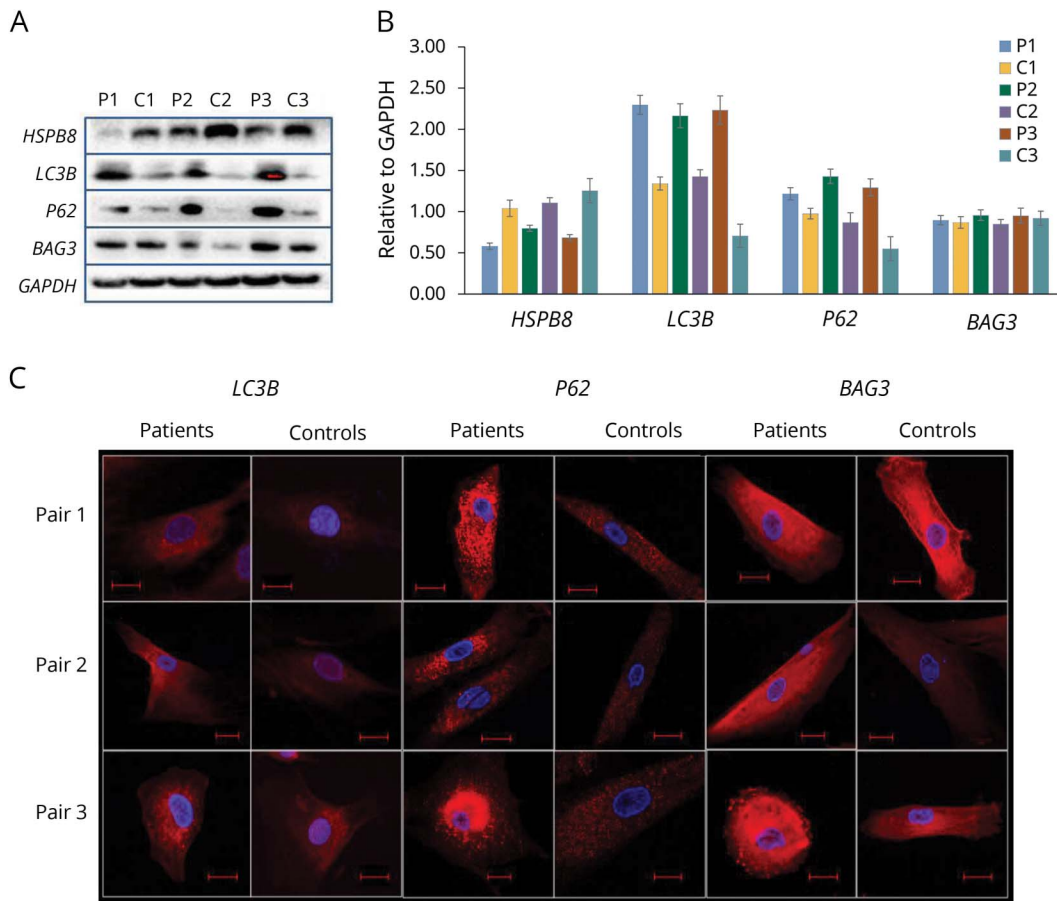 A
P1 C1 P2 C2 P3 C3
HSPB8
LC3B
P62
BAG3
GAPDH
B
Relative to GAPDH
3.00
2.50
2.00
1.50
1.00
0.50
0.00
HSPB8 LC3B P62 BAG3
P1
C1
P2
C2
P3
C3
C
LC3B P62 BAG3
Patients Controls Patients Controls Patients Controls
Pair 1
Pair 2
Pair 3